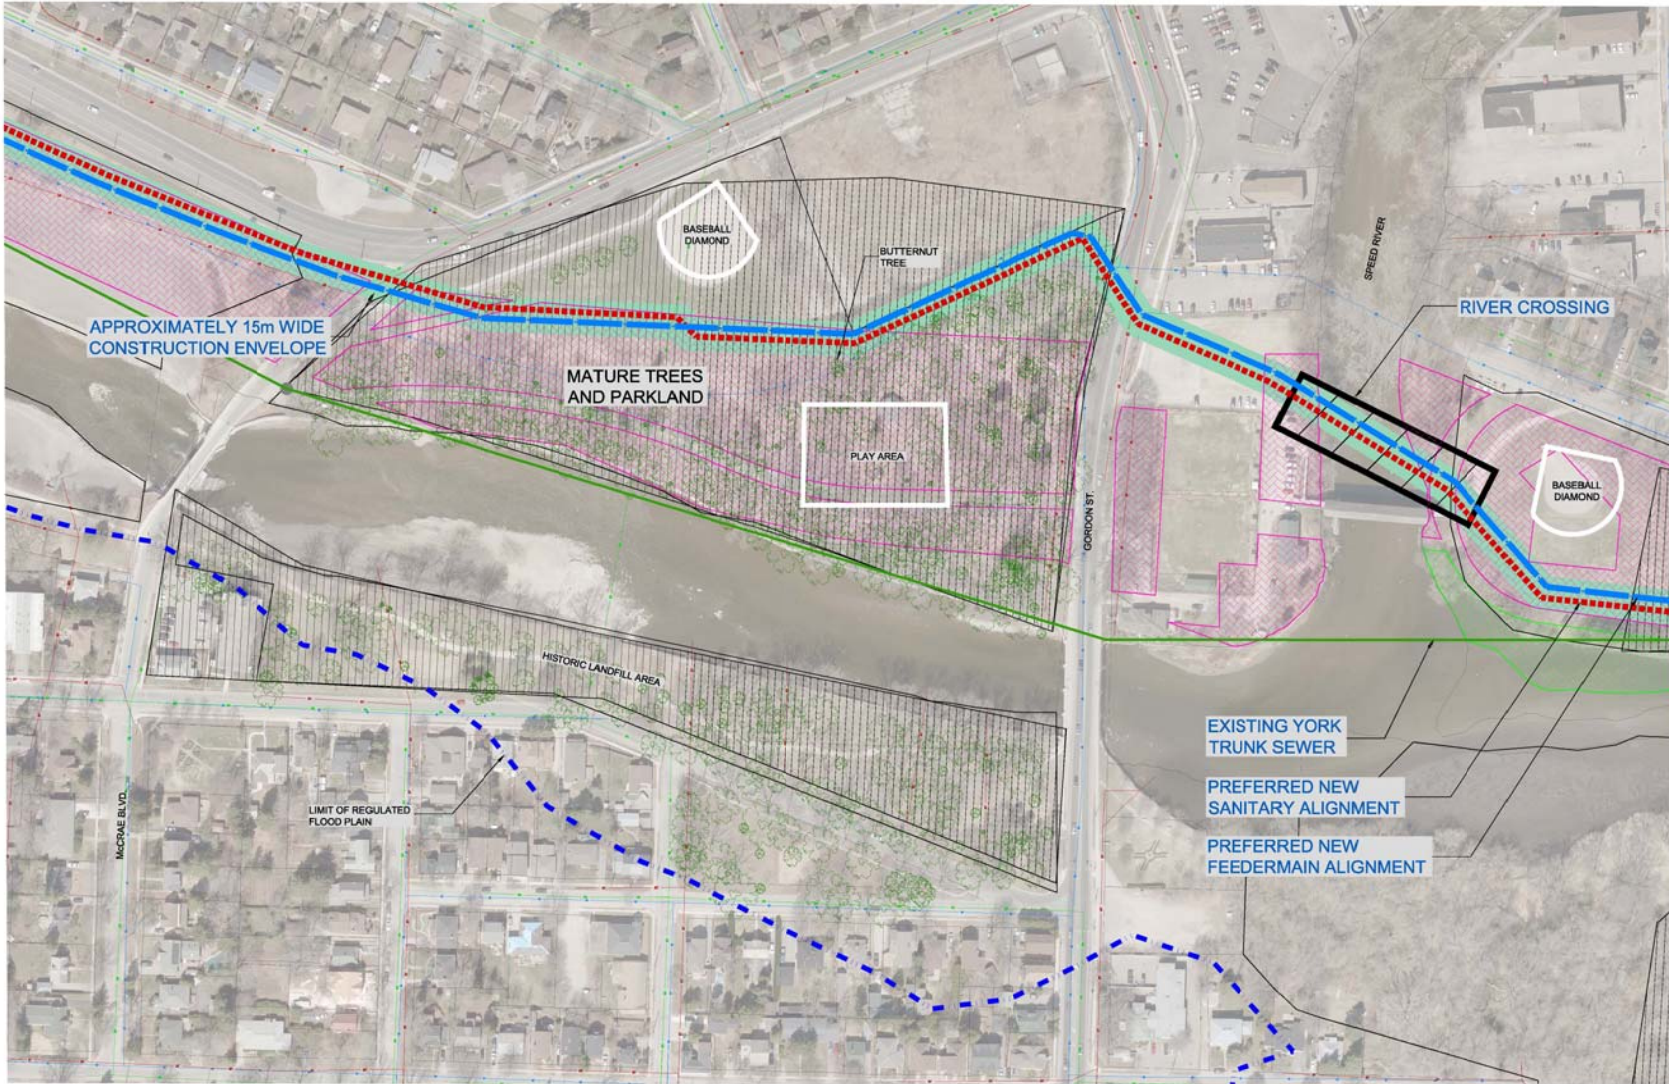 BASEBALL
DIAMOND
BUTTERNUT
TREE
SPEED RIVER
RIVER CROSSING
APPROXIMATELY 15m WIDE
CONSTRUCTION ENVELOPE
MATURE TREES
AND PARKLAND
PLAY AREA
BASEBALL
DIAMOND
GORDON ST.
HISTORIC LANDFILL AREA
EXISTING YORK
TRUNK SEWER
PREFERRED NEW
SANITARY ALIGNMENT
PREFERRED NEW
FEEDERMAIN ALIGNMENT
LIMIT OF REGULATED
FLOOD PLAIN
McCRAE BLVD.